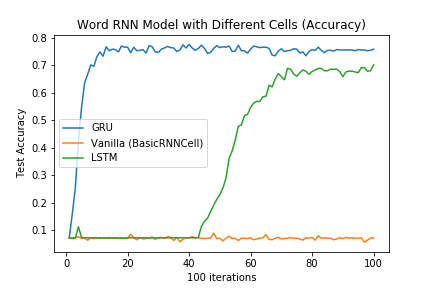 Word RNN Model with Different Cells (Accuracy)
0.8
0.7
0.6
0.5
0.4
0.3
0.2
0.1
Test Accuracy
GRU
Vanilla (BasicRNNCell)
LSTM
0 20 40 60 80 100
100 iterations